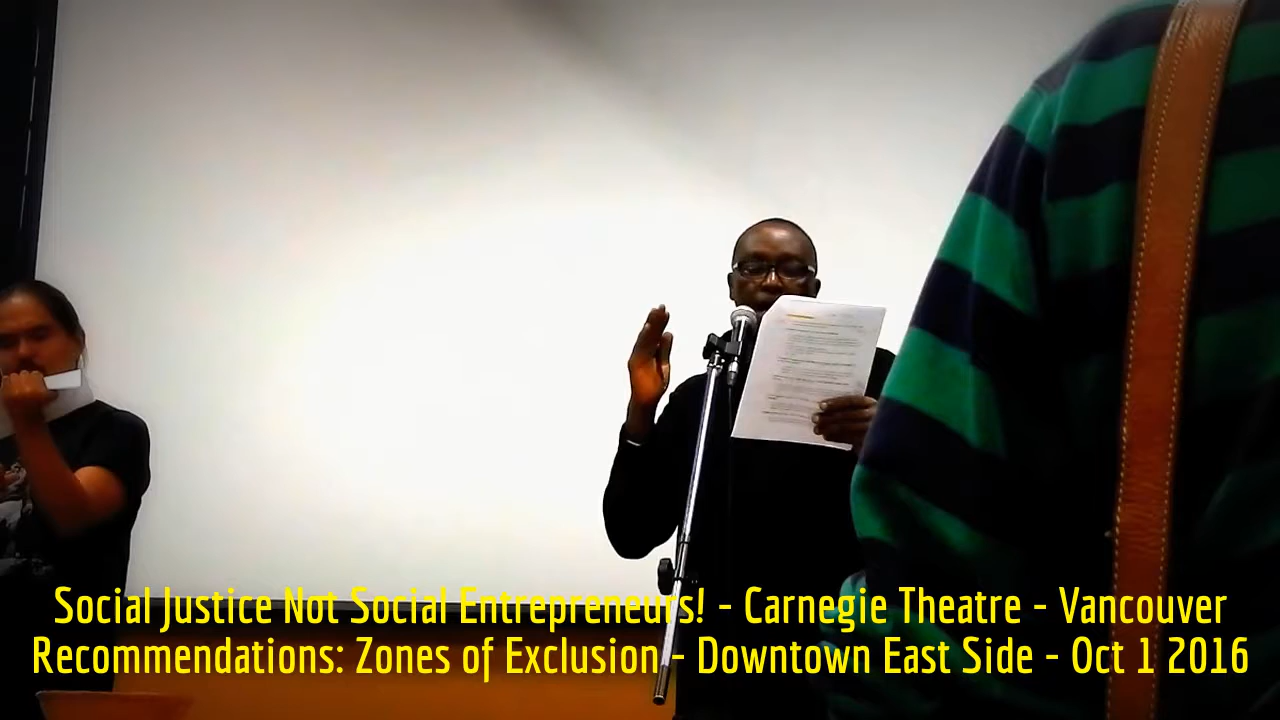 Social Justice Not Social Entrepreneurs! - Carnegie Theatre - Vancouver
Recommendations: Zones of Exclusion - Downtown East Side - Oct 1 2016